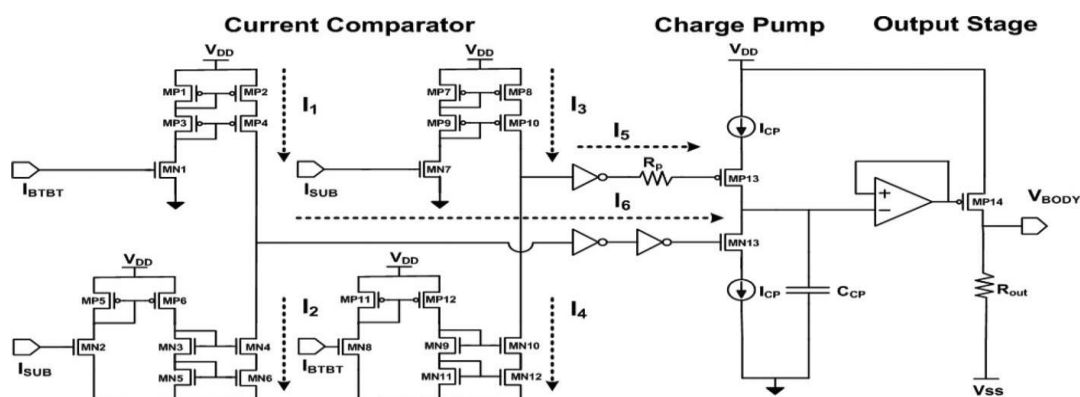 Current Comparator
Charge Pump
Output Stage
VDD
MP1
MP2
MP3
MP4
MN1
IBTBT
I1
VDD
MP7
MP8
MP9
MP10
MN7
ISUB
I3
I5
RP
I6
VDD
ICP
MP13
MN13
ICP
CCP
+
−
MP14
VBODY
Rout
VSS
VDD
MP5
MP6
MN2
ISUB
MN3
MN4
MN5
MN6
I2
VDD
MP11
MP12
MN8
IBTBT
MN9
MN10
MN11
MN12
I4